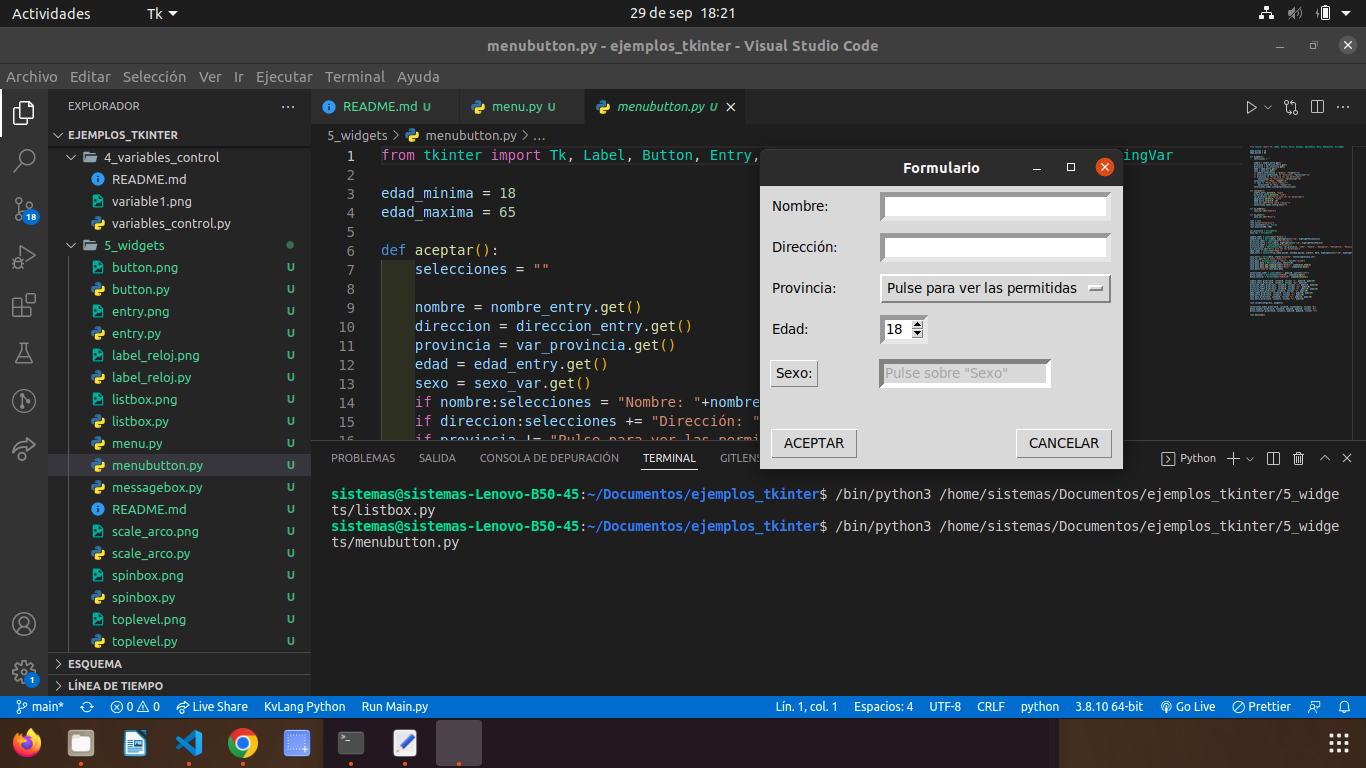 Actividades
Tk
29 de sep 18:21
menubutton.py - ejemplos_tkinter - Visual Studio Code
Archivo Editar Selección Ver Ir Ejecutar Terminal Ayuda
EXPLORADOR
EJEMPLOS_TKINTER
4_variables_control
README.md
variable1.png
variables_control.py
5_widgets
button.png U
button.py U
entry.png U
entry.py U
label_reloj.png U
label_reloj.py U
listbox.png U
listbox.py U
menu.py U
menubutton.py U
messagebox.py U
README.md U
scale_arco.png U
scale_arco.py U
spinbox.png U
spinbox.py U
toplevel.png U
toplevel.py U
ESQUEMA
LÍNEA DE TIEMPO
18
1
README.md U menu.py U menubutton.py U
5_widgets > menubutton.py > ...
1 from tkinter import Tk, Label, Button, Entry, ingVar
2
3 edad_minima = 18
4 edad_maxima = 65
5
6 def aceptar():
7 selecciones = ""
8
9 nombre = nombre_entry.get()
10 direccion = direccion_entry.get()
11 provincia = var_provincia.get()
12 edad = edad_entry.get()
13 sexo = sexo_var.get()
14 if nombre:selecciones = "Nombre: "+nombre
15 if direccion:selecciones += "Dirección: "
16 if provincia != "Pulse para ver las permi
Formulario
Nombre:
Dirección:
Provincia: Pulse para ver las permitidas
Edad: 18
Sexo: Pulse sobre "Sexo"
ACEPTAR CANCELAR
PROBLEMAS SALIDA CONSOLA DE DEPURACIÓN TERMINAL GITLENS
Python
sistemas@sistemas-Lenovo-B50-45:~/Documentos/ejemplos_tkinter$ /bin/python3 /home/sistemas/Documentos/ejemplos_tkinter/5_widge
ts/listbox.py
sistemas@sistemas-Lenovo-B50-45:~/Documentos/ejemplos_tkinter$ /bin/python3 /home/sistemas/Documentos/ejemplos_tkinter/5_widge
ts/menubutton.py
main* 0 0 Live Share KvLang Python Run Main.py Lín. 1, col. 1 Espacios: 4 UTF-8 CRLF python 3.8.10 64-bit Go Live Prettier